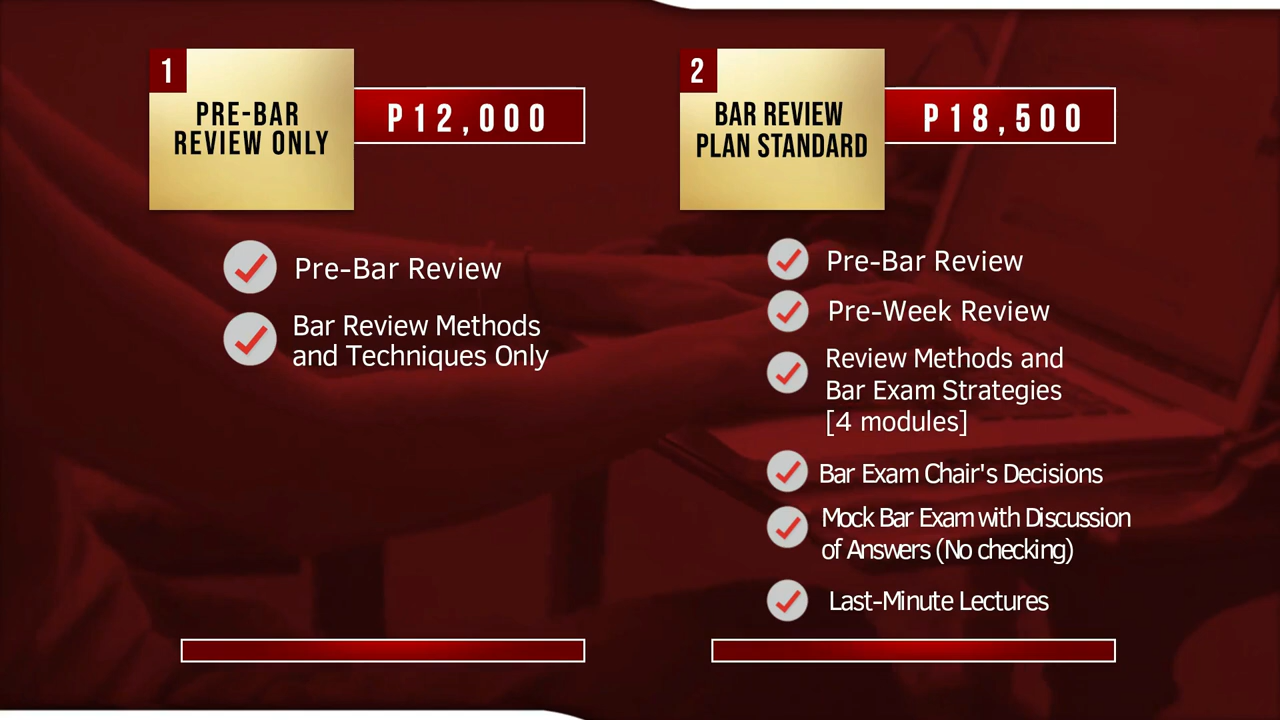 1
PRE-BAR
REVIEW ONLY
P12,000
Pre-Bar Review
Bar Review Methods
and Techniques Only
2
BAR REVIEW
PLAN STANDARD
P18,500
Pre-Bar Review
Pre-Week Review
Review Methods and
Bar Exam Strategies
[4 modules]
Bar Exam Chair's Decisions
Mock Bar Exam with Discussion
of Answers (No checking)
Last-Minute Lectures